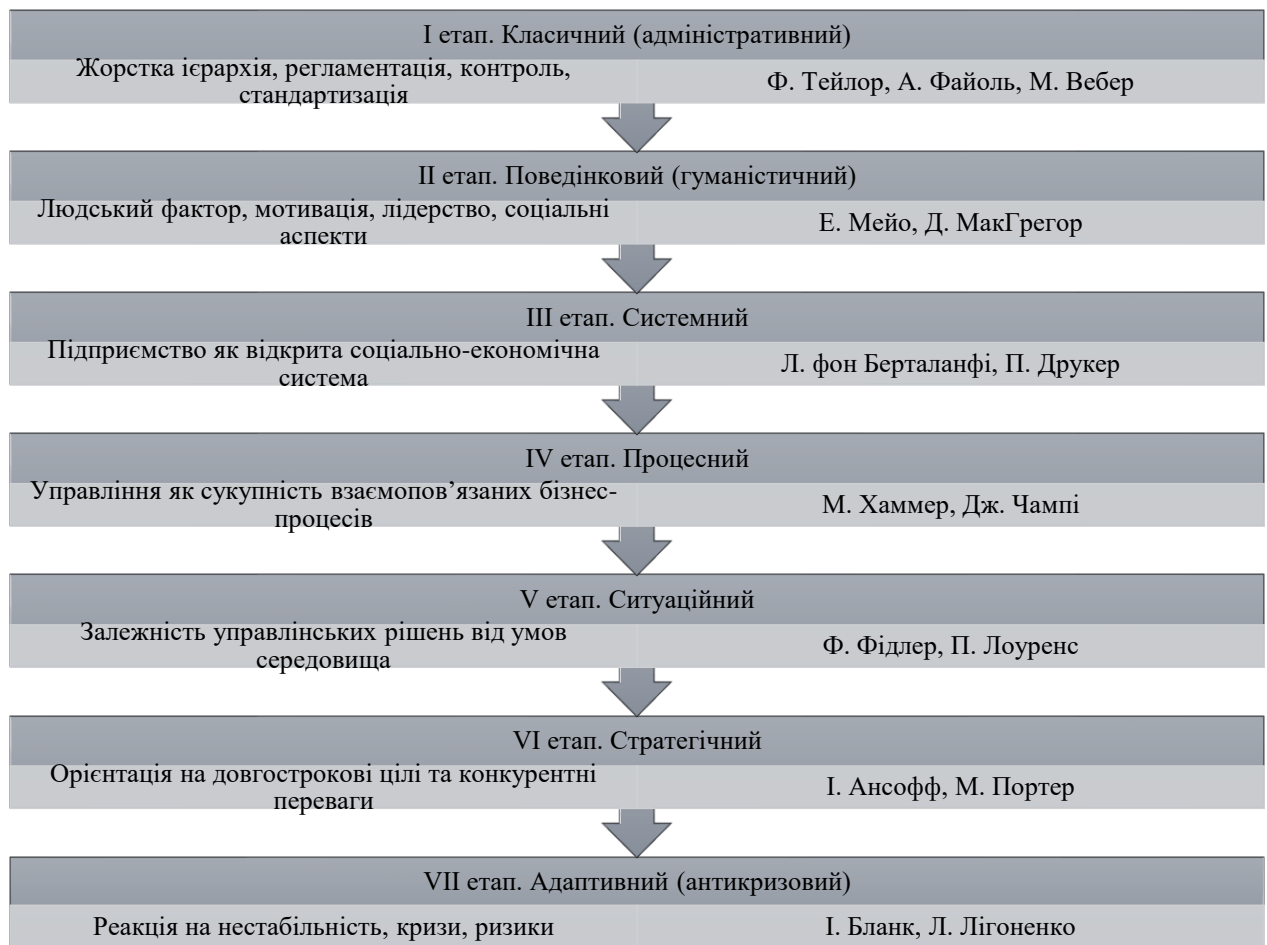 І етап. Класичний (адміністративний)
Жорстка ієрархія, регламентація, контроль,
стандартизація
Ф. Тейлор, А. Файоль, М. Вебер
ІІ етап. Поведінковий (гуманістичний)
Людський фактор, мотивація, лідерство, соціальні
аспекти
Е. Мейо, Д. МакГрегор
ІІІ етап. Системний
Підприємство як відкрита соціально-економічна
система
Л. фон Берталанфі, П. Друкер
IV етап. Процесний
Управління як сукупність взаємопов’язаних бізнес-
процесів
М. Хаммер, Дж. Чампі
V етап. Ситуаційний
Залежність управлінських рішень від умов
середовища
Ф. Фідлер, П. Лоуренс
VI етап. Стратегічний
Орієнтація на довгострокові цілі та конкурентні
переваги
І. Ансофф, М. Портер
VII етап. Адаптивний (антикризовий)
Реакція на нестабільність, кризи, ризики
І. Бланк, Л. Лігоненко